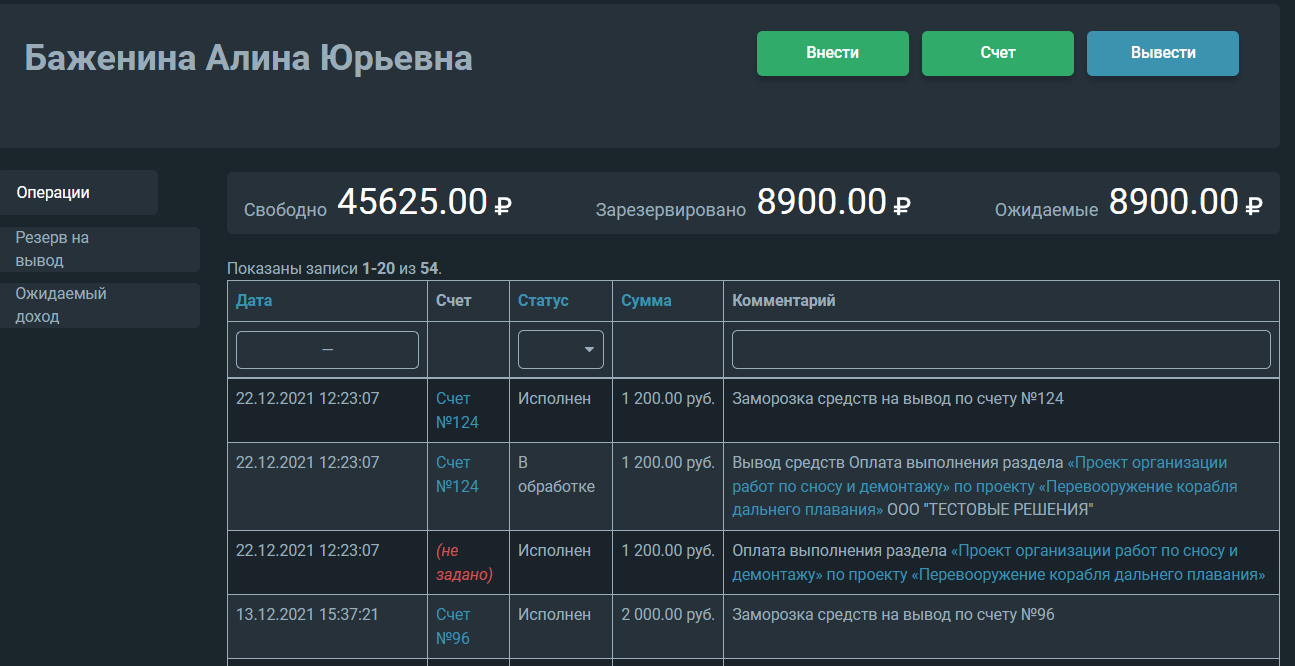 Баженина Алина Юрьевна
Внести
Счет
Вывести
Операции
Резерв на
вывод
Ожидаемый
доход
Свободно 45625.00 ₽
Зарезервировано 8900.00 ₽
Ожидаемые 8900.00 ₽
Показаны записи 1-20 из 54.
Дата Счет Статус Сумма Комментарий
—
22.12.2021 12:23:07 Счет Исполнен 1 200.00 руб. Заморозка средств на вывод по счету №124
№124
22.12.2021 12:23:07 Счет В 1 200.00 руб. Вывод средств Оплата выполнения раздела «Проект организации
№124 обработке работ по сносу и демонтажу» по проекту «Перевооружение корабля
дальнего плавания» ООО "ТЕСТОВЫЕ РЕШЕНИЯ"
22.12.2021 12:23:07 (не Исполнен 1 200.00 руб. Оплата выполнения раздела «Проект организации работ по сносу и
задано) демонтажу» по проекту «Перевооружение корабля дальнего плавания»
13.12.2021 15:37:21 Счет Исполнен 2 000.00 руб. Заморозка средств на вывод по счету №96
№96